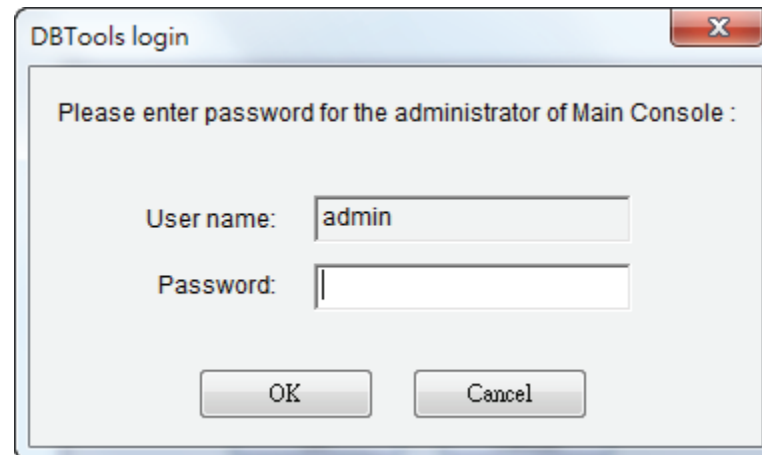 DBTools login
Please enter password for the administrator of Main Console :
User name: admin
Password:
OK Cancel